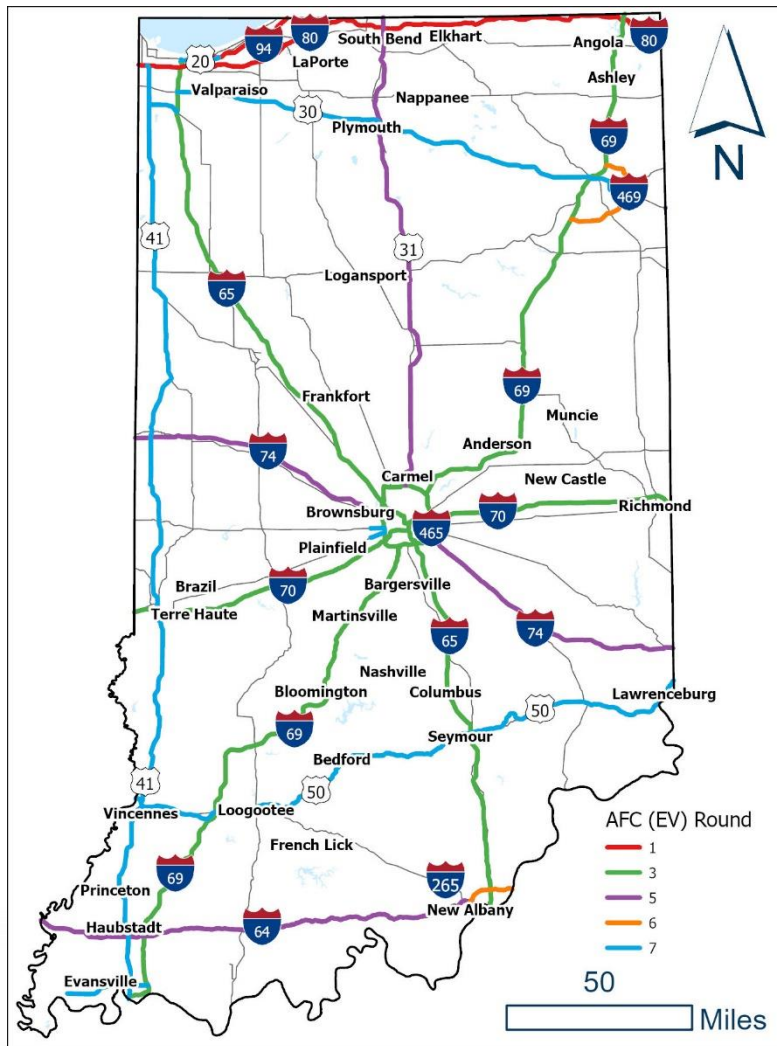 80
South Bend
Elkhart
94
20
LaPorte
Angola
80
Ashley
Valparaiso
30
Nappanee
Plymouth
69
N
469
41
31
65
Logansport
69
Frankfort
Muncie
74
Anderson
Carmel
New Castle
Brownsburg
465
70
Richmond
Plainfield
Brazil
70
Bargersville
Terre Haute
Martinsville
65
74
Nashville
Bloomington
Columbus
Lawrenceburg
69
Seymour
50
Bedford
41
50
Vincennes
Loogootee
AFC (EV) Round
French Lick
1
69
265
3
Princeton
5
New Albany
Haubstadt
64
6
7
Evansville
50
Miles